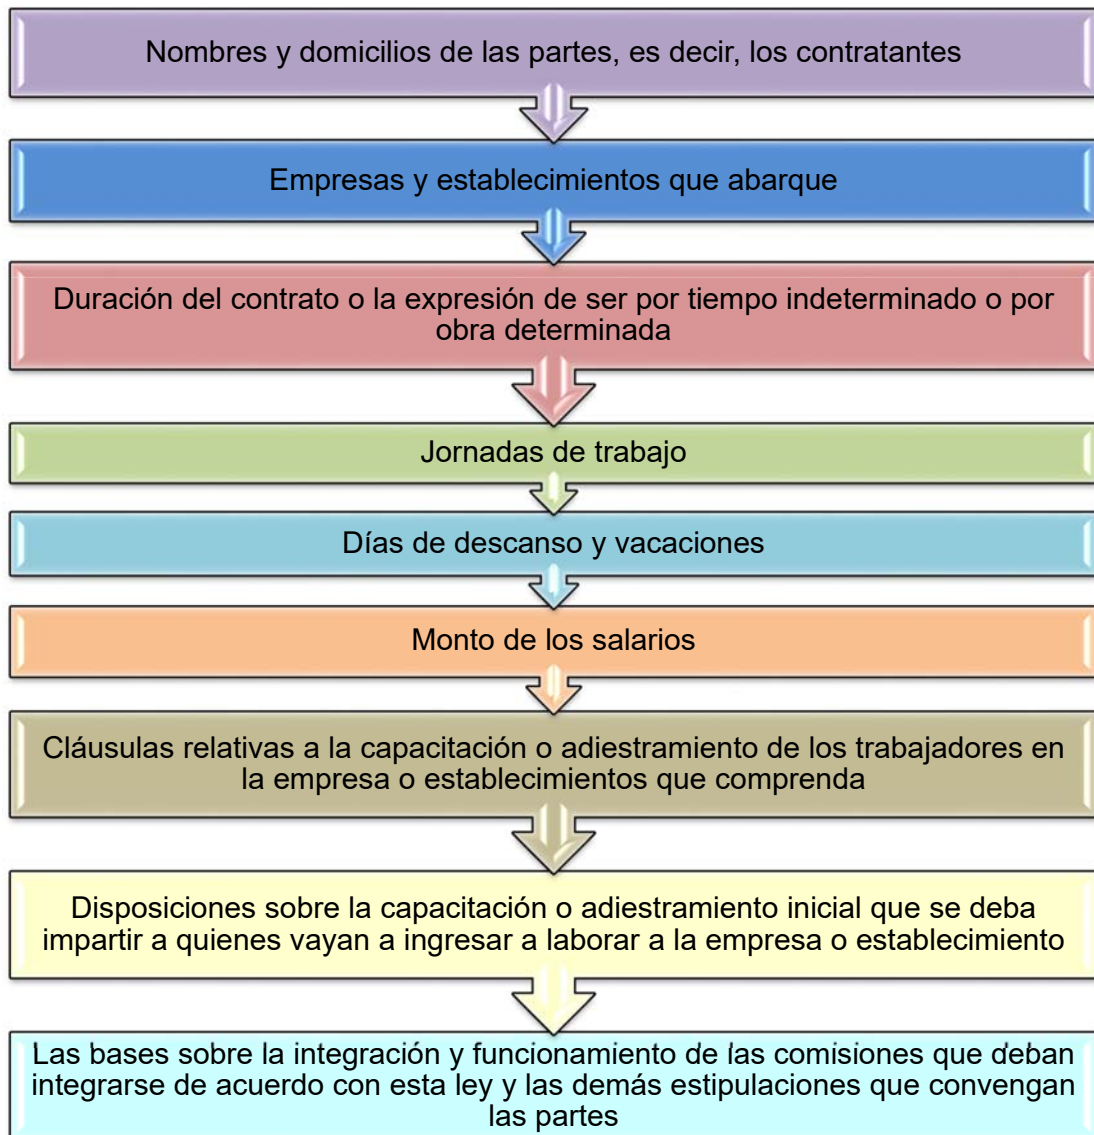 Nombres y domicilios de las partes, es decir, los contratantes
Empresas y establecimientos que abarque
Duración del contrato o la expresión de ser por tiempo indeterminado o por
obra determinada
Jornadas de trabajo
Días de descanso y vacaciones
Monto de los salarios
Cláusulas relativas a la capacitación o adiestramiento de los trabajadores en
la empresa o establecimientos que comprenda
Disposiciones sobre la capacitación o adiestramiento inicial que se deba
impartir a quienes vayan a ingresar a laborar a la empresa o establecimiento
Las bases sobre la integración y funcionamiento de las comisiones que deban
integrarse de acuerdo con esta ley y las demás estipulaciones que convengan
las partes